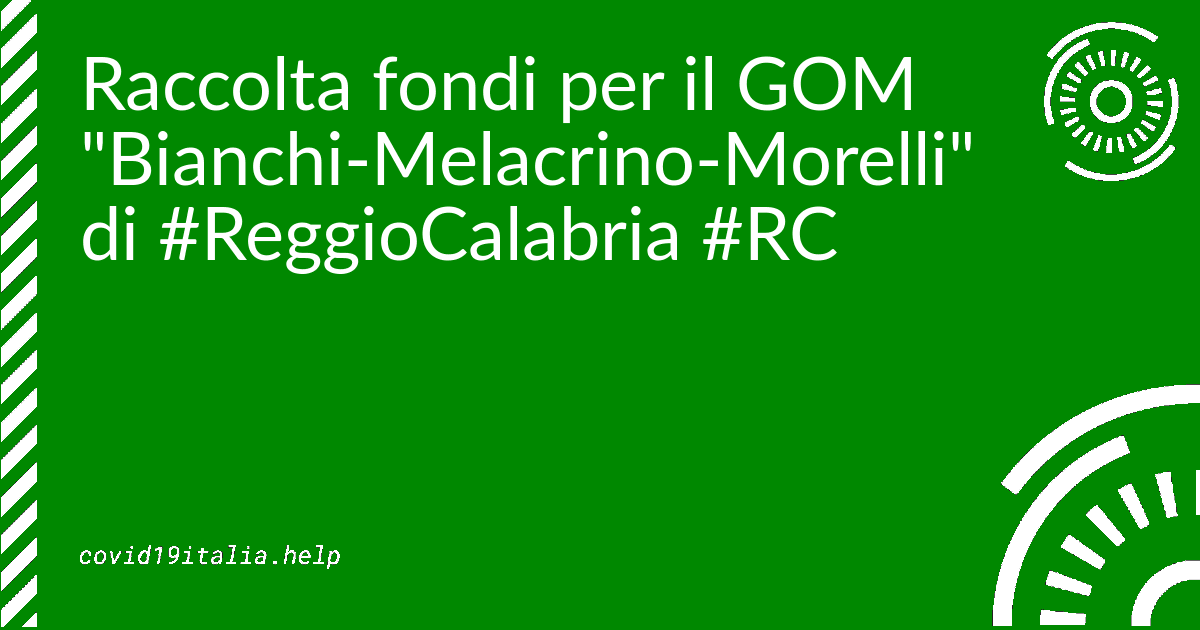 Raccolta fondi per il GOM
"Bianchi-Melacrino-Morelli"
di #ReggioCalabria #RC
covid19italia.help